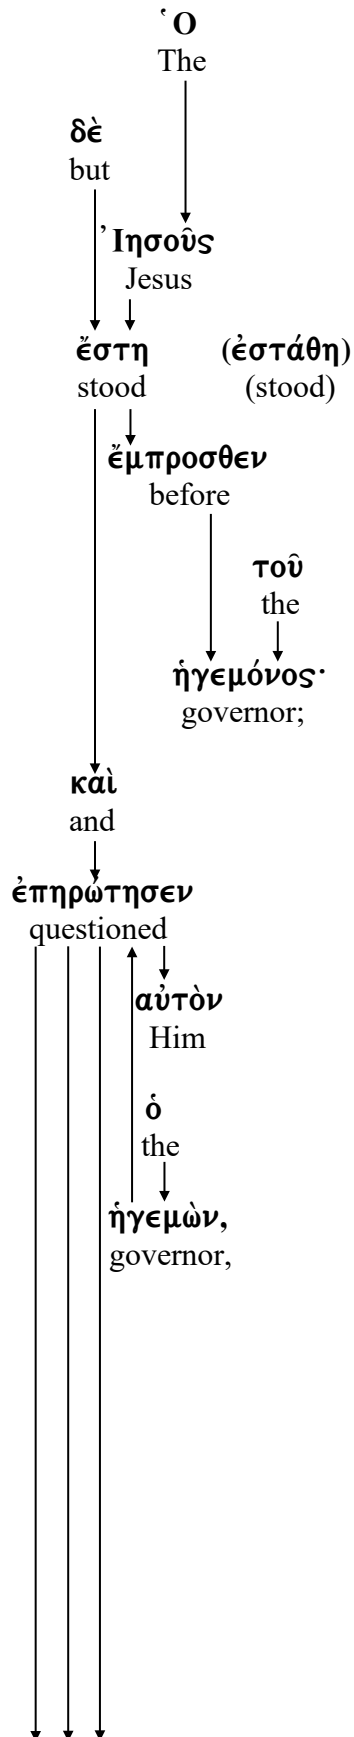 Ὁ
The
δὲ
but
Ἰησοῦς
Jesus
ἔστη (ἐστάθη)
stood (stood)
ἔμπροσθεν
before
τοῦ
the
ἡγεμόνος·
governor;
καὶ
and
ἐπηρώτησεν
questioned
αὐτὸν
Him
ὁ
the
ἡγεμὼν,
governor,